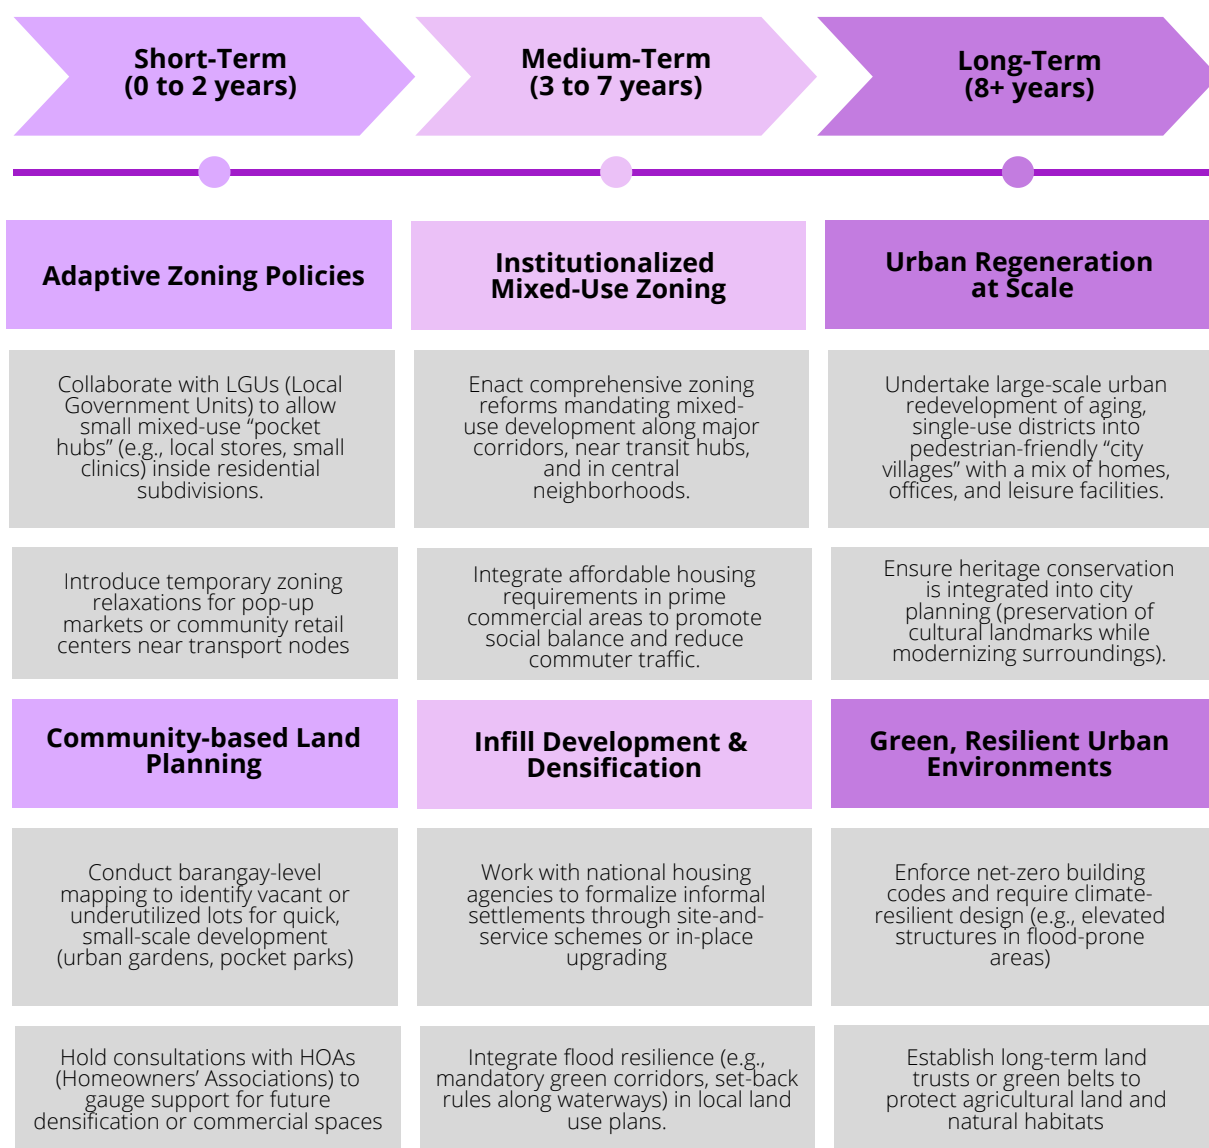 Short-Term
(0 to 2 years)
Medium-Term
(3 to 7 years)
Long-Term
(8+ years)
Adaptive Zoning Policies
Institutionalized
Mixed-Use Zoning
Urban Regeneration
at Scale
Collaborate with LGUs (Local
Government Units) to allow
small mixed-use “pocket
hubs” (e.g., local stores, small
clinics) inside residential
subdivisions.
Enact comprehensive zoning
reforms mandating mixed-
use development along major
corridors, near transit hubs,
and in central
neighborhoods.
Undertake large-scale urban
redevelopment of aging,
single-use districts into
pedestrian-friendly “city
villages” with a mix of homes,
offices, and leisure facilities.
Introduce temporary zoning
relaxations for pop-up
markets or community retail
centers near transport nodes
Integrate affordable housing
requirements in prime
commercial areas to promote
social balance and reduce
commuter traffic.
Ensure heritage conservation
is integrated into city
planning (preservation of
cultural landmarks while
modernizing surroundings).
Community-based Land
Planning
Infill Development &
Densification
Green, Resilient Urban
Environments
Conduct barangay-level
mapping to identify vacant or
underutilized lots for quick,
small-scale development
(urban gardens, pocket parks)
Work with national housing
agencies to formalize informal
settlements through site-and-
service schemes or in-place
upgrading
Enforce net-zero building
codes and require climate-
resilient design (e.g., elevated
structures in flood-prone
areas)
Hold consultations with HOAs
(Homeowners’ Associations) to
gauge support for future
densification or commercial spaces
Integrate flood resilience (e.g.,
mandatory green corridors, set-back
rules along waterways) in local land
use plans.
Establish long-term land
trusts or green belts to
protect agricultural land and
natural habitats